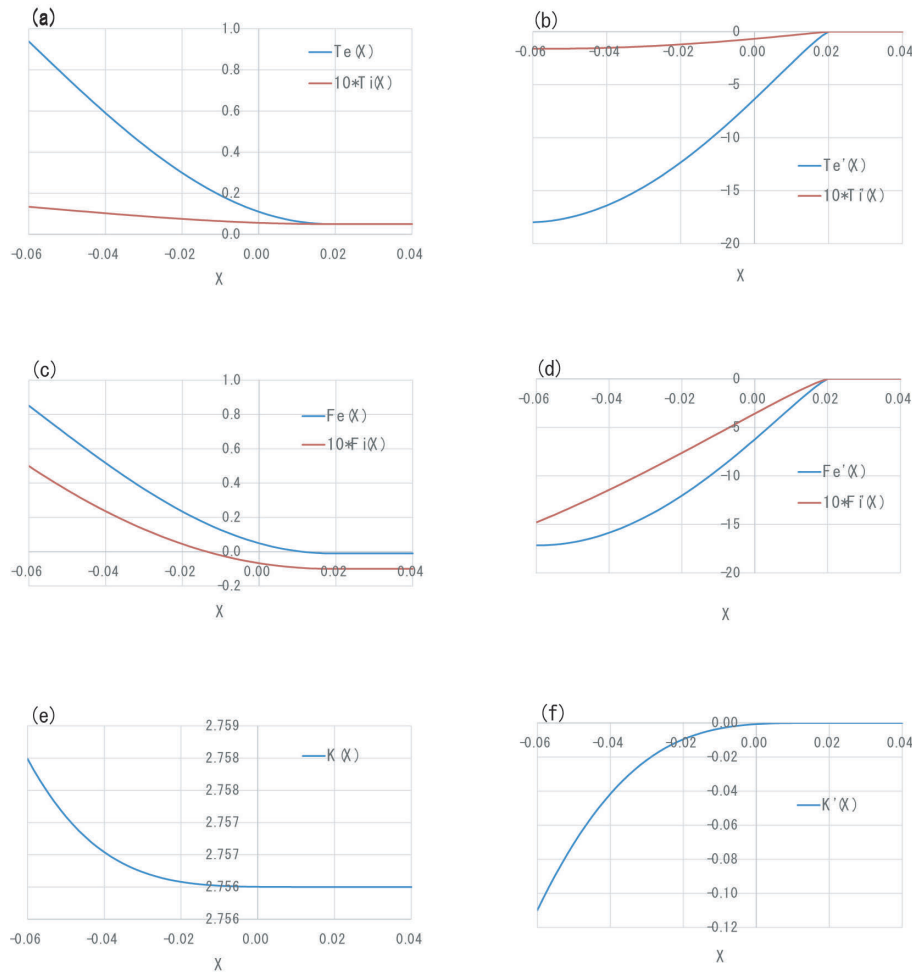 (a)
1.0
0.8
0.6
0.4
0.2
0.0
-0.06 -0.04 -0.02 0.00 0.02 0.04
X
Te(X)
10*Ti(X)
(b)
-0.06 -0.04 -0.02 0.00 0.02 0.04
0
-5
-10
-15
-20
X
Te'(X)
10*Ti'(X)
(c)
1.0
0.8
0.6
0.4
0.2
0.0
-0.2
-0.06 -0.04 -0.02 0.00 0.02 0.04
X
Fe(X)
10*Fi(X)
(d)
-0.06 -0.04 -0.02 0.00 0.02 0.04
0
-5
-10
-15
-20
X
Fe'(X)
10*Fi'(X)
(e)
2.759
2.758
2.758
2.757
2.757
2.756
2.756
-0.06 -0.04 -0.02 0.00 0.02 0.04
X
K(X)
(f)
-0.06 -0.04 -0.02 0.00 0.02 0.04
0.00
-0.02
-0.04
-0.06
-0.08
-0.10
-0.12
X
K'(X)